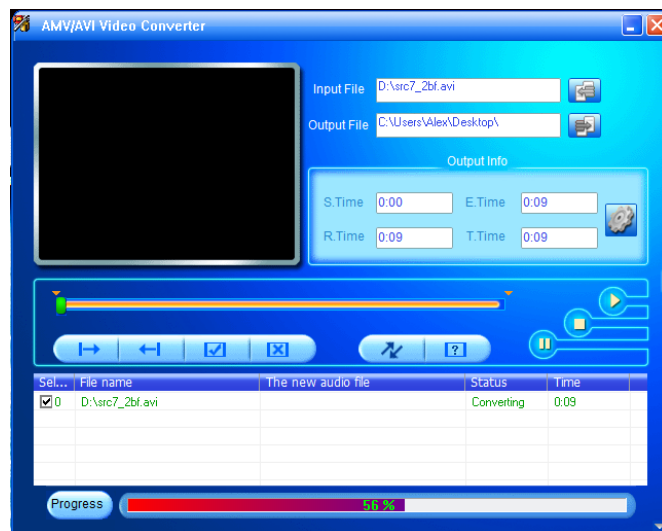 AMV/AVI Video Converter
Input File D:\src7_2bf.avi
Output File C:\Users\Alex\Desktop\
Output Info
S.Time 0:00 E.Time 0:09
R.Time 0:09 T.Time 0:09
Sel... File name The new audio file Status Time
0 D:\src7_2bf.avi Converting 0:09
Progress 56 %